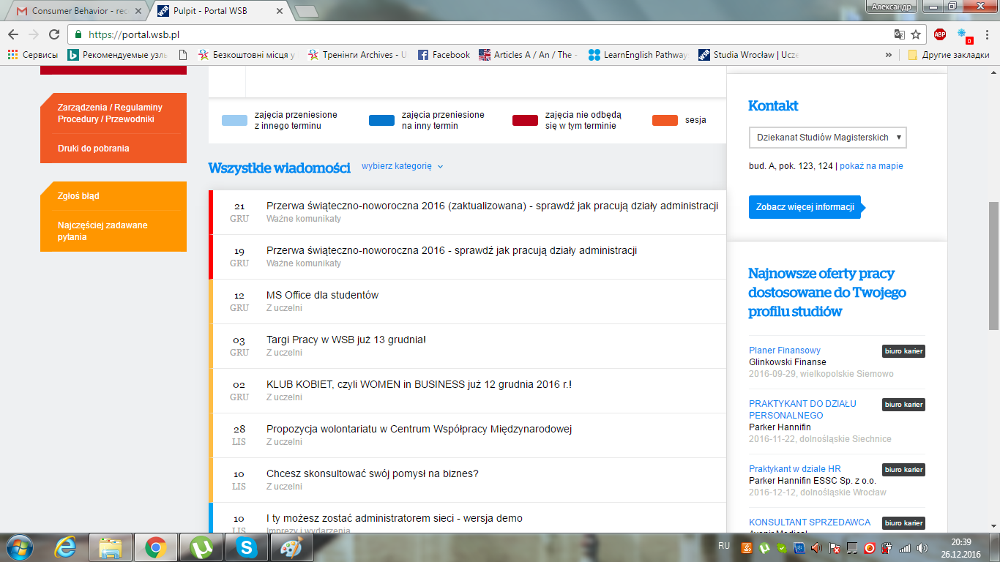 Consumer Behavior - rec
Pulpit - Portal WSB
Александр
https://portal.wsb.pl
ABP
0
Сервисы
Рекомендуемые узлы
Безкоштовні місця у
Тренінги Archives - U
Facebook
Articles A / An / The -
LearnEnglish Pathway
WSB
Studia Wrocław | Ucze
»
Другие закладки
Zarządzenia / Regulaminy
Procedury / Przewodniki
Druki do pobrania
Zgłoś błąd
Najczęściej zadawane
pytania
zajęcia przeniesione
z innego terminu
zajęcia przeniesione
na inny termin
zajęcia nie odbędą
się w tym terminie
sesja
Wszystkie wiadomości
wybierz kategorię
21 Przerwa świąteczno-noworoczna 2016 (zaktualizowana) - sprawdź jak pracują działy administracji
GRU Ważne komunikaty
19 Przerwa świąteczno-noworoczna 2016 - sprawdź jak pracują działy administracji
GRU Ważne komunikaty
12 MS Office dla studentów
GRU Z uczelni
03 Targi Pracy w WSB już 13 grudnia!
GRU Z uczelni
02 KLUB KOBIET, czyli WOMEN in BUSINESS już 12 grudnia 2016 r.!
GRU Z uczelni
28 Propozycja wolontariatu w Centrum Współpracy Międzynarodowej
LIS Z uczelni
10 Chcesz skonsultować swój pomysł na biznes?
LIS Z uczelni
10 I ty możesz zostać administratorem sieci - wersja demo
LIS Imprezy i wydarzenia
Kontakt
Dziekanat Studiów Magisterskich
bud. A, pok. 123, 124 | pokaż na mapie
Zobacz więcej informacji
Najnowsze oferty pracy
dostosowane do Twojego
profilu studiów
Planer Finansowy biuro karier
Glinkowski Finanse
2016-09-29, wielkopolskie Siemowo
PRAKTYKANT DO DZIAŁU biuro karier
PERSONALNEGO
Parker Hannifin
2016-11-22, dolnośląskie Siechnice
Praktykant w dziale HR biuro karier
Parker Hannifin ESSC Sp. z o.o.
2016-12-12, dolnośląskie Wrocław
KONSULTANT SPRZEDAWCA biuro karier
RU
20:39
26.12.2016